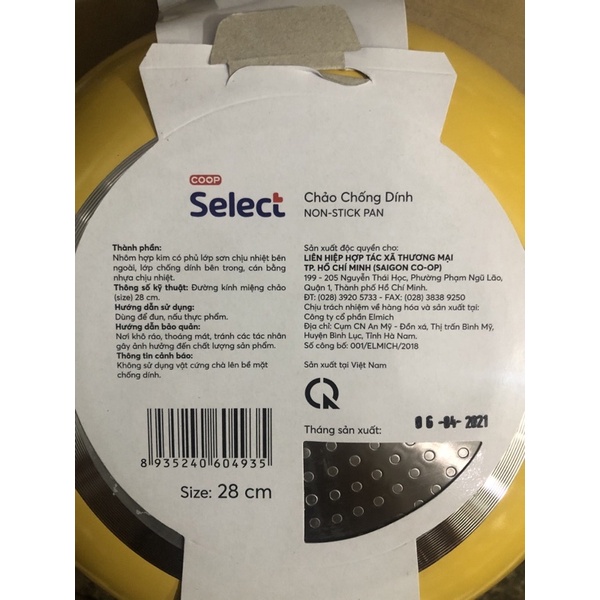 COOP
Select
Chảo Chống Dính
NON-STICK PAN
Thành phần:
Nhôm hợp kim có phủ lớp sơn chịu nhiệt bên
ngoài, lớp chống dính bên trong, cán bằng
nhựa chịu nhiệt.
Thông số kỹ thuật: Đường kính miệng chảo
(size) 28 cm.
Hướng dẫn sử dụng:
Dùng để đun, nấu thực phẩm.
Hướng dẫn bảo quản:
Nơi khô ráo, thoáng mát, tránh các tác nhân
gây ảnh hưởng đến chất lượng sản phẩm.
Thông tin cảnh báo:
Không sử dụng vật cứng chà lên bề mặt
chống dính.
8 935240 604935
Size: 28 cm
Sản xuất độc quyền cho:
LIÊN HIỆP HỢP TÁC XÃ THƯƠNG MẠI
TP. HỒ CHÍ MINH (SAIGON CO-OP)
199 - 205 Nguyễn Thái Học, Phường Phạm Ngũ Lão,
Quận 1, Thành phố Hồ Chí Minh.
ĐT: (028) 3920 5733 - FAX: (028) 3838 9250
Chịu trách nhiệm về hàng hóa và sản xuất tại:
Công ty cổ phần Elmich
Địa chỉ: Cụm CN An Mỹ - Đồn xá, Thị trấn Bình Mỹ,
Huyện Bình Lục, Tỉnh Hà Nam.
Số công bố: 001/ELMICH/2018
Sản xuất tại Việt Nam
Tháng sản xuất:
06-04-2021